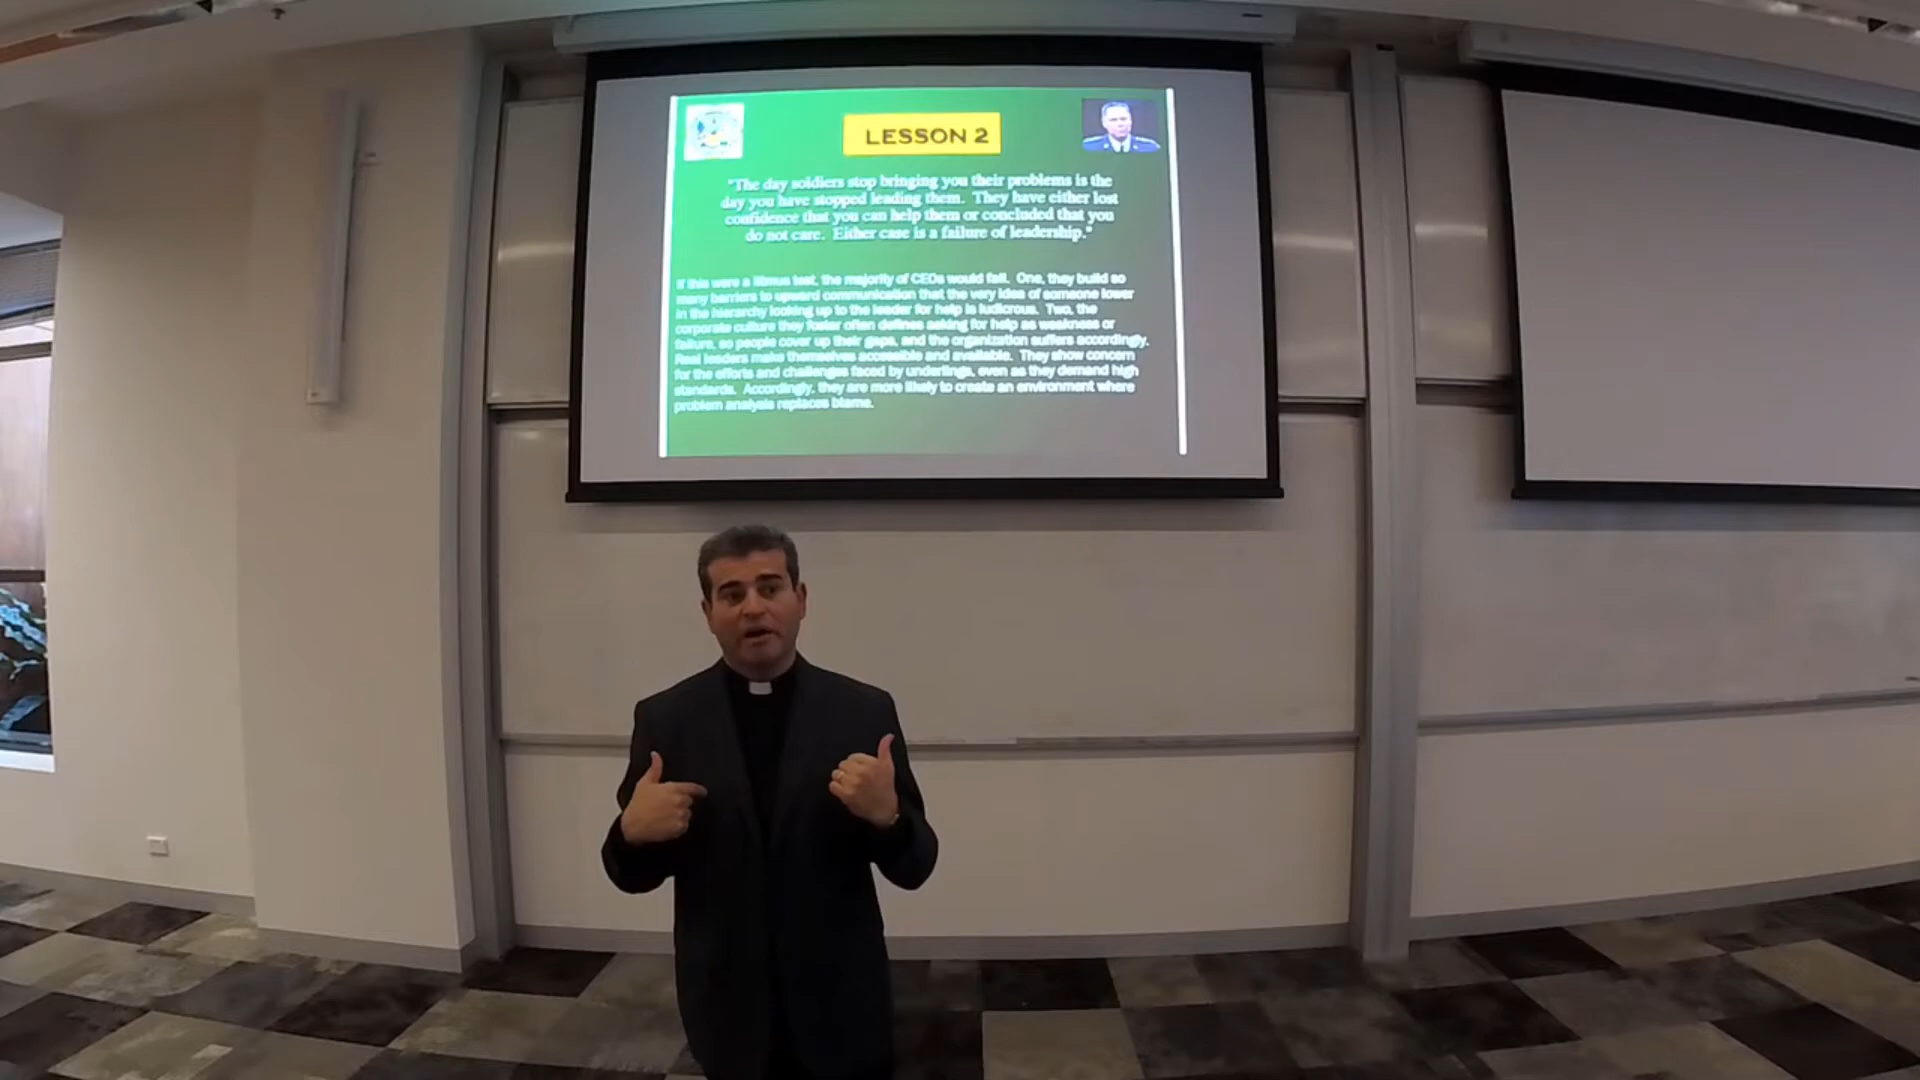 LESSON 2
"The day soldiers stop bringing you their problems is the
day you have stopped leading them. They have either lost
confidence that you can help them or concluded that you
do not care. Either case is a failure of leadership."
If this were a litmus test, the majority of CEOs would fail. One, they build so
many barriers to upward communication that the very idea of someone lower
in the hierarchy looking up to the leader for help is ludicrous. Two, the
corporate culture they foster often defines asking for help as weakness or
failure, so people cover up their gaps, and the organization suffers accordingly.
Real leaders make themselves accessible and available. They show concern
for the efforts and challenges faced by underlings, even as they demand high
standards. Accordingly, they are more likely to create an environment where
problem analysis replaces blame.